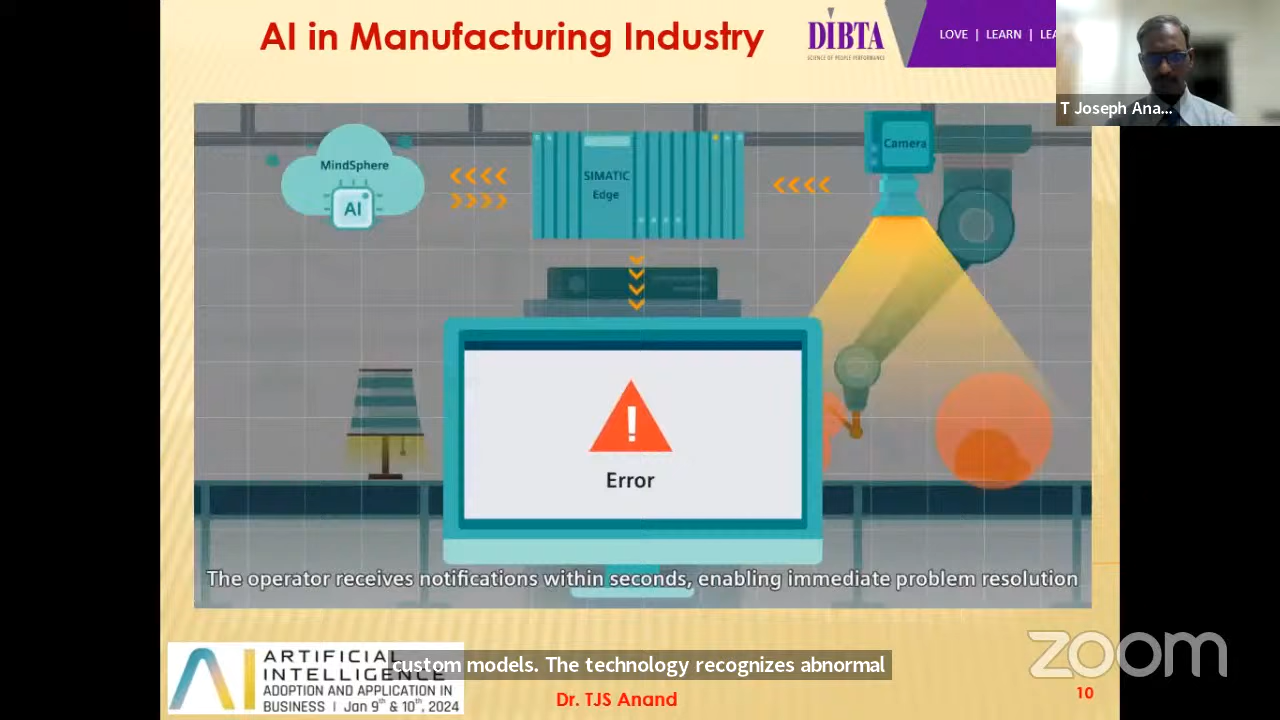 AI in Manufacturing Industry
DIBTA
SCIENCE OF PEOPLE PERFORMANCE
LOVE | LEARN | LEA
T Joseph Ana...
MindSphere
AI
SIMATIC
Edge
Camera
!
Error
The operator receives notifications within seconds, enabling immediate problem resolution
AI
ARTIFICIAL
INTELLIGENCE
ADOPTION AND APPLICATION IN
BUSINESS | Jan 9th & 10th, 2024
custom models. The technology recognizes abnormal
Dr. TJS Anand
zoom
10